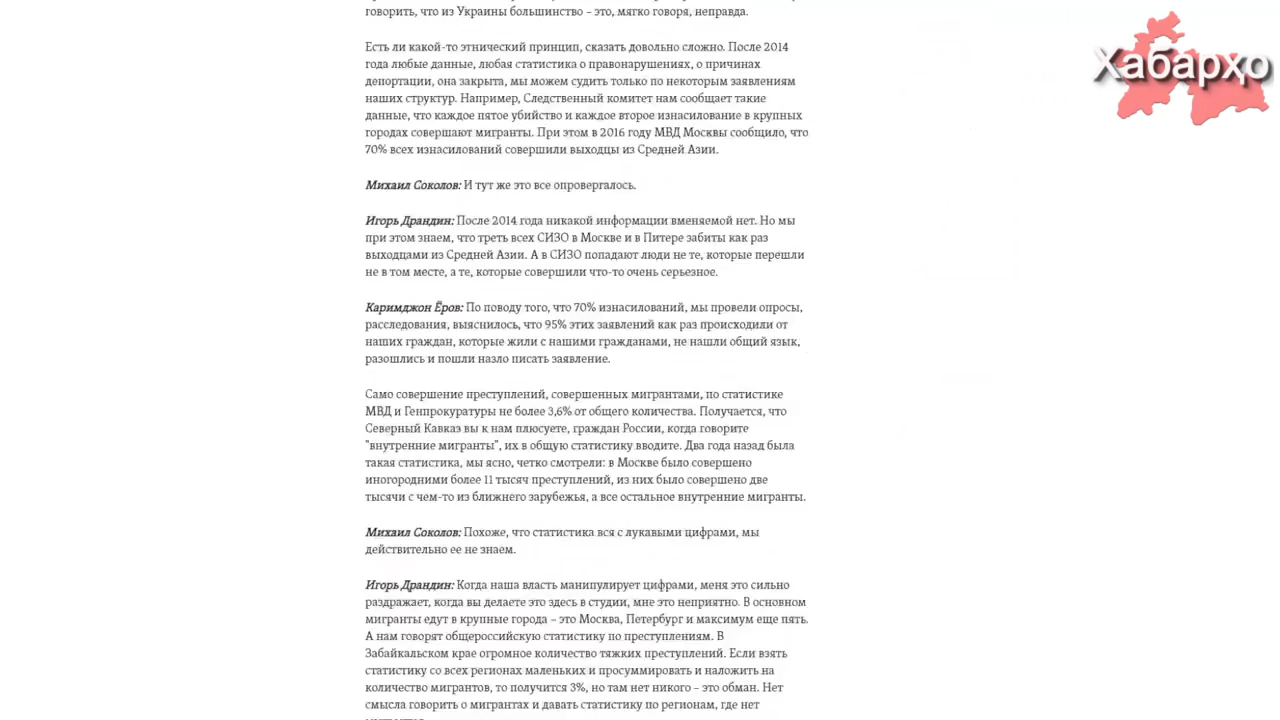 говорить, что из Украины большинство – это, мягко говоря, неправда.
Есть ли какой-то этнический принцип, сказать довольно сложно. После 2014
года любые данные, любая статистика о правонарушениях, о причинах
депортации, она закрыта, мы можем судить только по некоторым заявлениям
наших структур. Например, Следственный комитет нам сообщает такие
данные, что каждое пятое убийство и каждое второе изнасилование в крупных
городах совершают мигранты. При этом в 2016 году МВД Москвы сообщило, что
70% всех изнасилований совершили выходцы из Средней Азии.
Михаил Соколов: И тут же это все опровергалось.
Игорь Драндин: После 2014 года никакой информации вменяемой нет. Но мы
при этом знаем, что треть всех СИЗО в Москве и в Питере забиты как раз
выходцами из Средней Азии. А в СИЗО попадают люди не те, которые перешли
не в том месте, а те, которые совершили что-то очень серьезное.
Каримджон Ёров: По поводу того, что 70% изнасилований, мы провели опросы,
расследования, выяснилось, что 95% этих заявлений как раз происходили от
наших граждан, которые жили с нашими гражданами, не нашли общий язык,
разошлись и пошли назло писать заявление.
Само совершение преступлений, совершенных мигрантами, по статистике
МВД и Генпрокуратуры не более 3,6% от общего количества. Получается, что
Северный Кавказ вы к нам плюсуете, граждан России, когда говорите
"внутренние мигранты", их в общую статистику вводите. Два года назад была
такая статистика, мы ясно, четко смотрели: в Москве было совершено
иногородними более 11 тысяч преступлений, из них было совершено две
тысячи с чем-то из ближнего зарубежья, а все остальное внутренние мигранты.
Михаил Соколов: Похоже, что статистика вся с лукавыми цифрами, мы
действительно ее не знаем.
Игорь Драндин: Когда наша власть манипулирует цифрами, меня это сильно
раздражает, когда вы делаете это здесь в студии, мне это неприятно. В основном
мигранты едут в крупные города – это Москва, Петербург и максимум еще пять.
А нам говорят общероссийскую статистику по преступлениям. В
Забайкальском крае огромное количество тяжких преступлений. Если взять
статистику со всех регионах маленьких и просуммировать и наложить на
количество мигрантов, то получится 3%, но там нет никого – это обман. Нет
смысла говорить о мигрантах и давать статистику по регионам, где нет
Хабарҳо